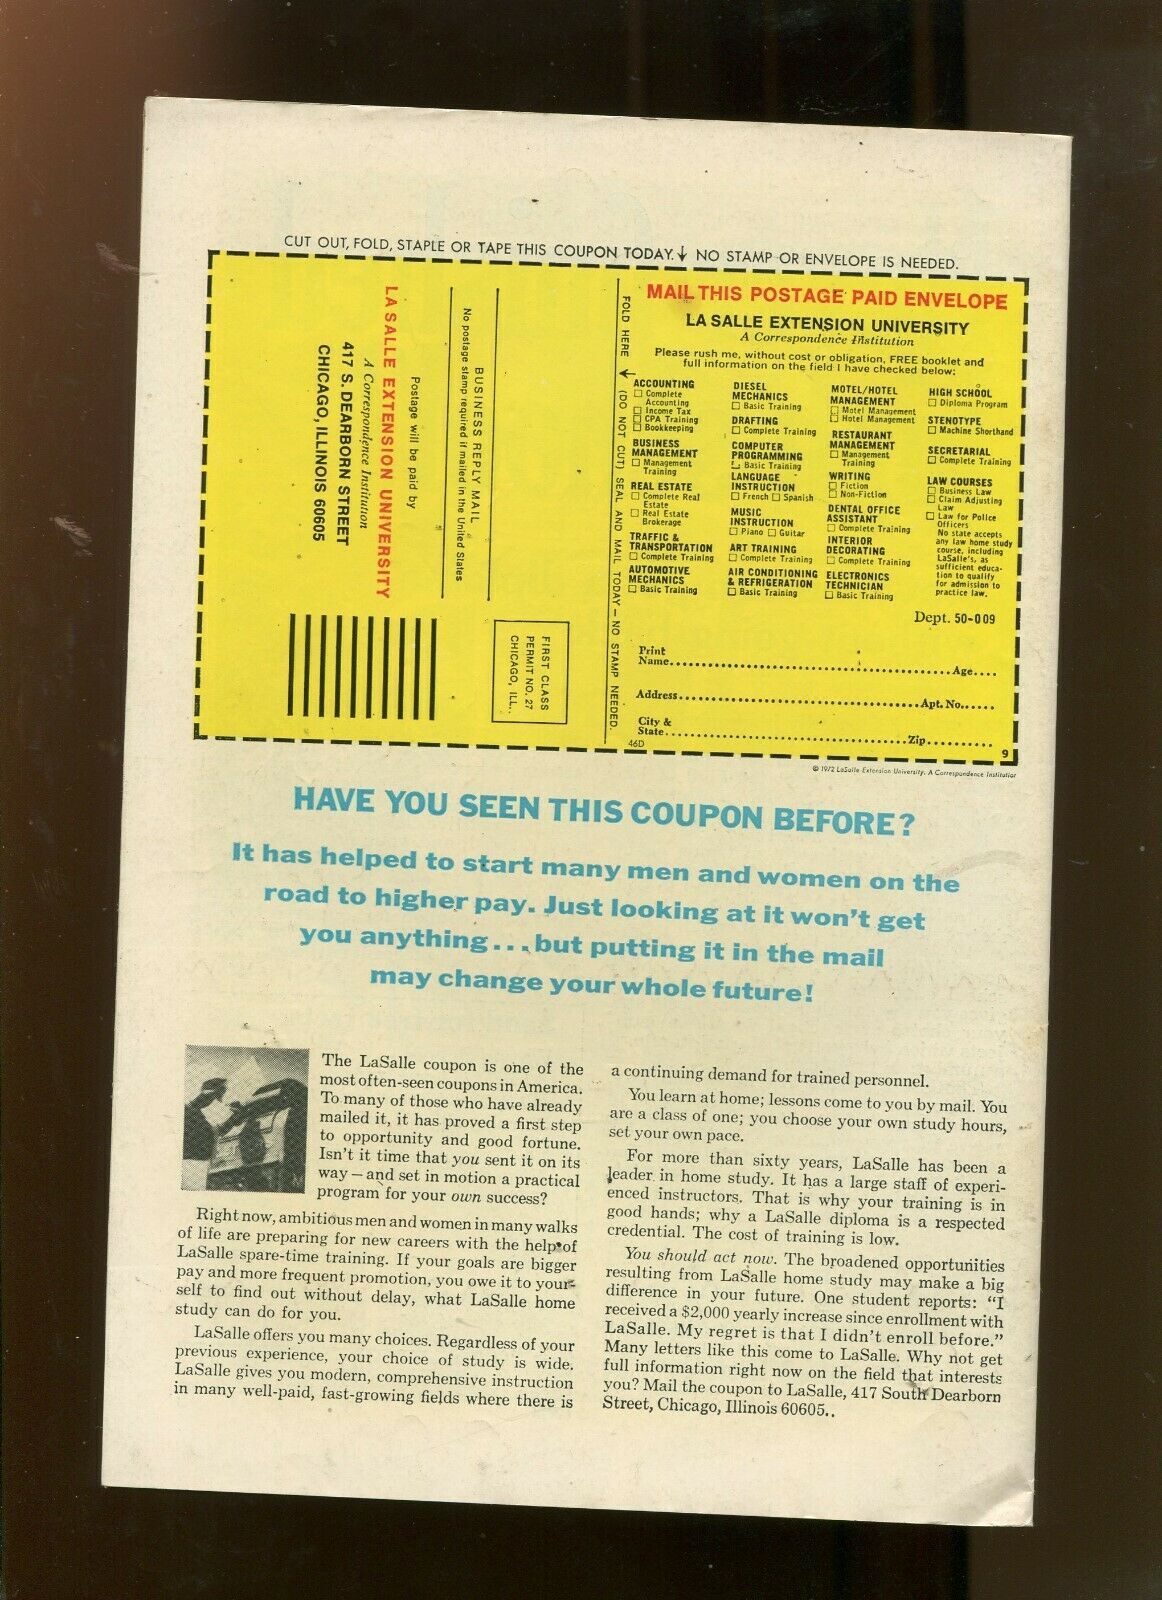 CUT OUT, FOLD, STAPLE OR TAPE THIS COUPON TODAY. ↓ NO STAMP OR ENVELOPE IS NEEDED.
BUSINESS REPLY MAIL
No postage stamp required if mailed in the United States
Postage will be paid by
LASALLE EXTENSION UNIVERSITY
A Correspondence Institution
417 S. DEARBORN STREET
CHICAGO, ILLINOIS 60605
FIRST CLASS
PERMIT NO. 27
CHICAGO, ILL.
FOLD HERE ↓ (DO NOT CUT) SEAL AND MAIL TODAY — NO STAMP NEEDED.
MAIL THIS POSTAGE PAID ENVELOPE
LA SALLE EXTENSION UNIVERSITY
A Correspondence Institution
Please rush me, without cost or obligation, FREE booklet and
full information on the field I have checked below:
ACCOUNTING
☐ Complete
Accounting
☐ Income Tax
☐ CPA Training
☐ Bookkeeping
BUSINESS
MANAGEMENT
☐ Management
Training
REAL ESTATE
☐ Complete Real
Estate
☐ Real Estate
Brokerage
TRAFFIC &
TRANSPORTATION
☐ Complete Training
AUTOMOTIVE
MECHANICS
☐ Basic Training
DIESEL
MECHANICS
☐ Basic Training
DRAFTING
☐ Complete Training
COMPUTER
PROGRAMMING
☐ Basic Training
LANGUAGE
INSTRUCTION
☐ French ☐ Spanish
MUSIC
INSTRUCTION
☐ Piano ☐ Guitar
ART TRAINING
☐ Complete Training
AIR CONDITIONING
& REFRIGERATION
☐ Basic Training
MOTEL/HOTEL
MANAGEMENT
☐ Motel Management
☐ Hotel Management
RESTAURANT
MANAGEMENT
☐ Management
Training
WRITING
☐ Fiction
☐ Non-Fiction
DENTAL OFFICE
ASSISTANT
☐ Complete Training
INTERIOR
DECORATING
☐ Complete Training
ELECTRONICS
TECHNICIAN
☐ Basic Training
HIGH SCHOOL
☐ Diploma Program
STENOTYPE
☐ Machine Shorthand
SECRETARIAL
☐ Complete Training
LAW COURSES
☐ Business Law
☐ Claim Adjusting
Law
☐ Law for Police
Officers
No state accepts
any law home study
course, including
LaSalle's, as
sufficient educa-
tion to qualify
for admission to
practice law.
Dept. 50-009
Print
Name.......... Age....
Address.......... Apt. No......
City &
State.......... Zip..........
46D
9
© 1972 LaSalle Extension University. A Correspondence Institution
HAVE YOU SEEN THIS COUPON BEFORE?
It has helped to start many men and women on the
road to higher pay. Just looking at it won't get
you anything...but putting it in the mail
may change your whole future!
The LaSalle coupon is one of the
most often-seen coupons in America.
To many of those who have already
mailed it, it has proved a first step
to opportunity and good fortune.
Isn't it time that you sent it on its
way—and set in motion a practical
program for your own success?
Right now, ambitious men and women in many walks
of life are preparing for new careers with the help of
LaSalle spare-time training. If your goals are bigger
pay and more frequent promotion, you owe it to your-
self to find out without delay, what LaSalle home
study can do for you.
LaSalle offers you many choices. Regardless of your
previous experience, your choice of study is wide.
LaSalle gives you modern, comprehensive instruction
in many well-paid, fast-growing fields where there is
a continuing demand for trained personnel.
You learn at home; lessons come to you by mail. You
are a class of one; you choose your own study hours,
set your own pace.
For more than sixty years, LaSalle has been a
leader in home study. It has a large staff of experi-
enced instructors. That is why your training is in
good hands; why a LaSalle diploma is a respected
credential. The cost of training is low.
You should act now. The broadened opportunities
resulting from LaSalle home study may make a big
difference in your future. One student reports: "I
received a $2,000 yearly increase since enrollment with
LaSalle. My regret is that I didn't enroll before."
Many letters like this come to LaSalle. Why not get
full information right now on the field that interests
you? Mail the coupon to LaSalle, 417 South Dearborn
Street, Chicago, Illinois 60605..